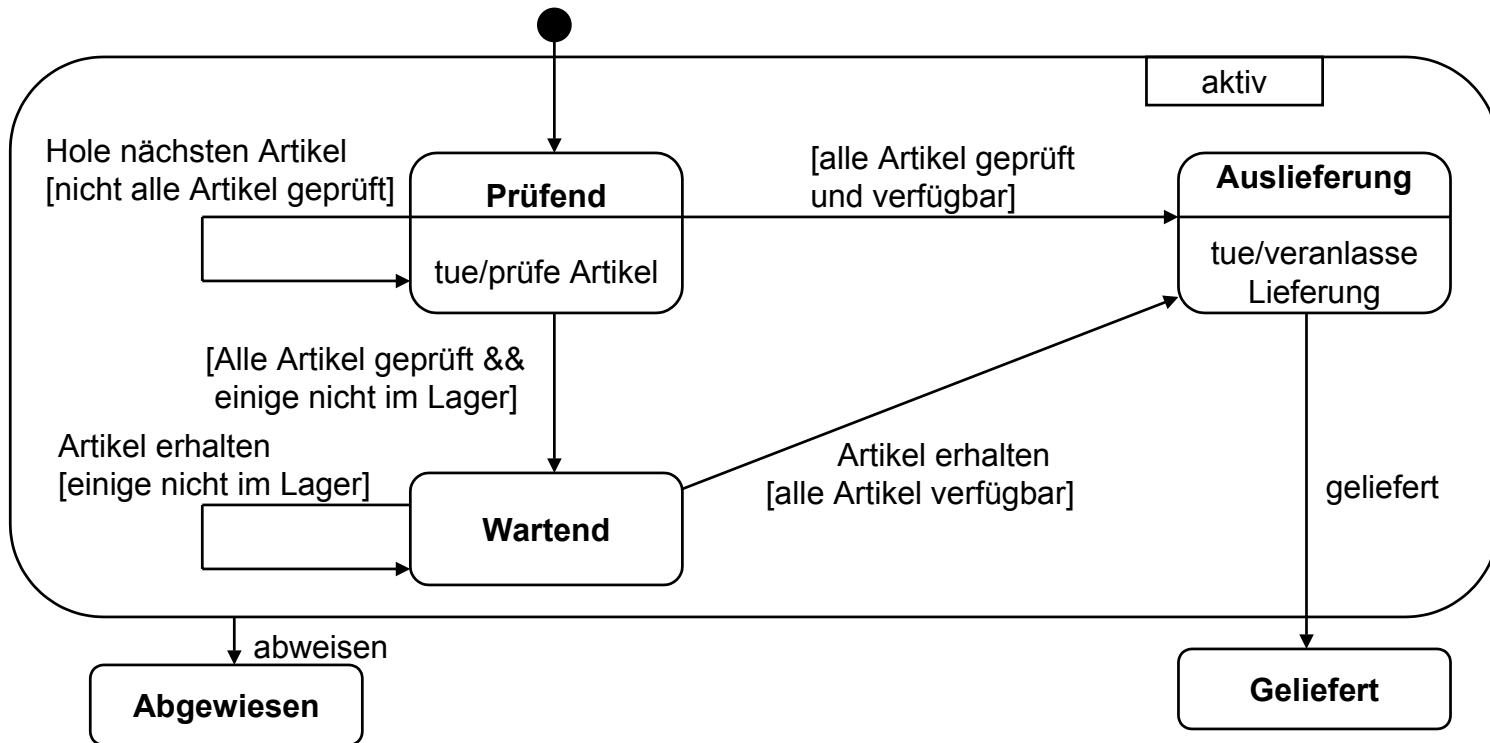 aktiv
Hole nächsten Artikel
[nicht alle Artikel geprüft]
Prüfend
tue/prüfe Artikel
[alle Artikel geprüft
und verfügbar]
Auslieferung
tue/veranlasse
Lieferung
[Alle Artikel geprüft &&
einige nicht im Lager]
Artikel erhalten
[einige nicht im Lager]
Wartend
Artikel erhalten
[alle Artikel verfügbar]
geliefert
abweisen
Abgewiesen
Geliefert